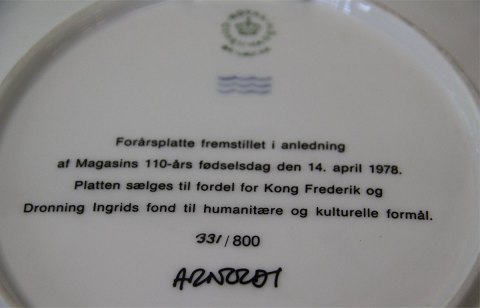 Forårsplatte fremstillet i anledning
af Magasins 110-års fødselsdag den 14. april 1978.
Platten sælges til fordel for Kong Frederik og
Dronning Ingrids fond til humanitære og kulturelle formål.
331/800